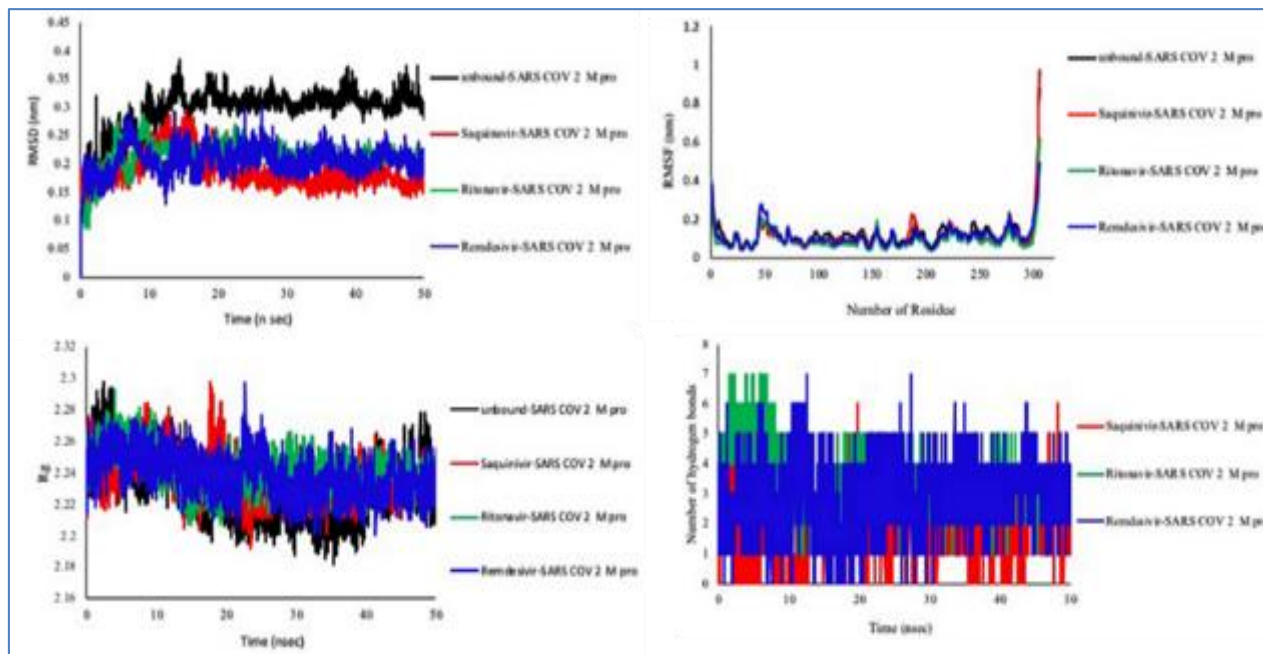 0.45
0.4
0.35
0.3
0.25
0.2
0.15
0.1
0.05
0
RMSD (nm)
0 10 20 30 40 50
Time (n sec)
unbound-SARS COV 2 M pro
Saquinavir-SARS COV 2 M pro
Ritonavir-SARS COV 2 M pro
Remdesivir-SARS COV 2 M pro
1.2
1
0.8
0.6
0.4
0.2
0
RMSF (nm)
0 50 100 150 200 250 300
Number of Residue
unbound-SARS COV 2 M pro
Saquinivir-SARS COV 2 M pro
Ritonavir-SARS COV 2 M pro
Remdesivir-SARS COV 2 M pro
2.32
2.3
2.28
2.26
2.24
2.22
2.2
2.18
2.16
Rg
0 10 20 30 40 50
Time (nsec)
unbound-SARS COV 2 M pro
Saquinivir-SARS COV 2 M pro
Ritonavir-SARS COV 2 M pro
Remdesivir-SARS COV 2 M pro
8
7
6
5
4
3
2
1
0
Number of hydrogen bonds
0 10 20 30 40 50
Time (nsec)
Saquinivir-SARS COV 2 M pro
Ritonavir-SARS COV 2 M pro
Remdesivir-SARS COV 2 M pro